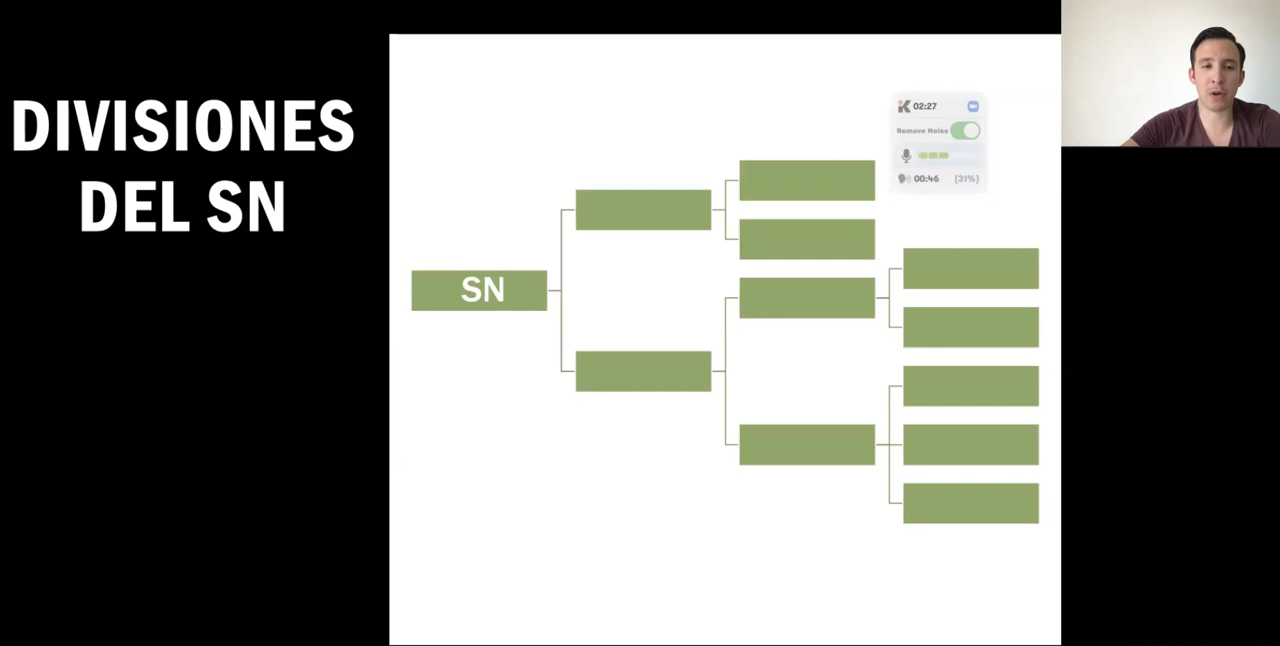 DIVISIONES
DEL SN
SN
02:27
Remove Noise
00:46 (31%)